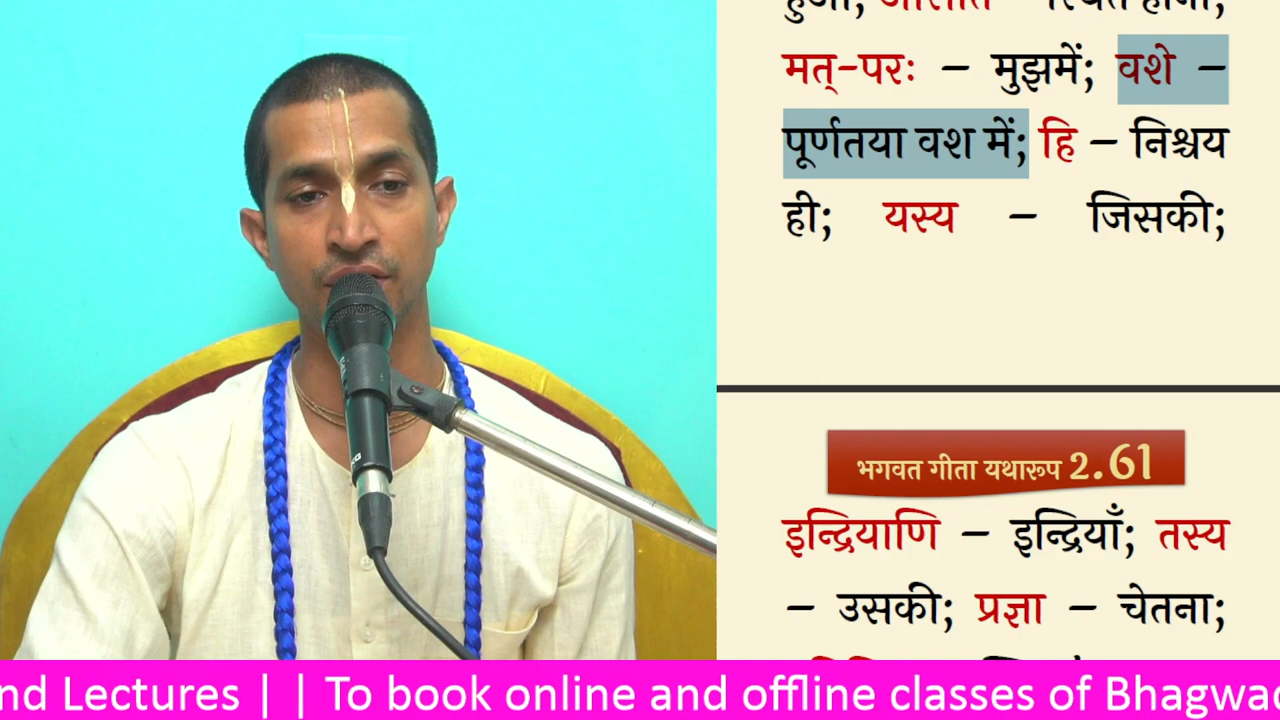 मत्-परः – मुझमें; वशे –
पूर्णतया वश में; हि – निश्चय
ही; यस्य – जिसकी;
भगवत गीता यथारूप 2.61
इन्द्रियाणि – इन्द्रियाँ; तस्य
– उसकी; प्रज्ञा – चेतना;
nd Lectures | | To book online and offline classes of Bhagwad